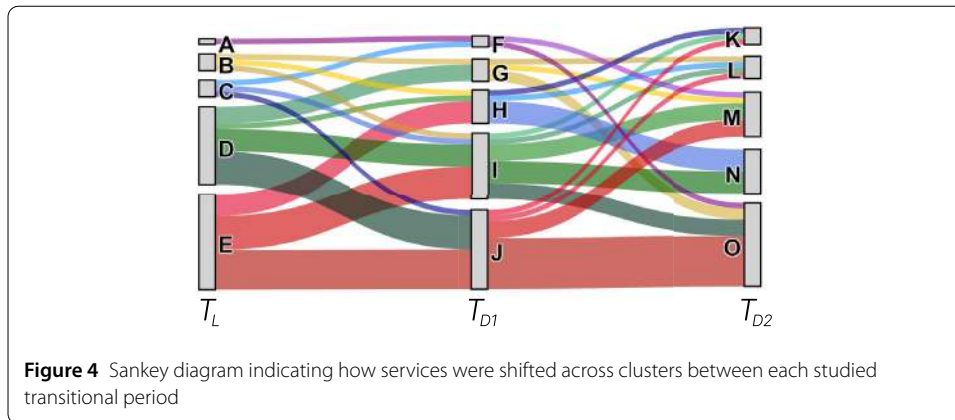 A
B
C
D
E
F
G
H
I
J
K
L
M
N
O
T_L T_D1 T_D2
Figure 4 Sankey diagram indicating how services were shifted across clusters between each studied
transitional period